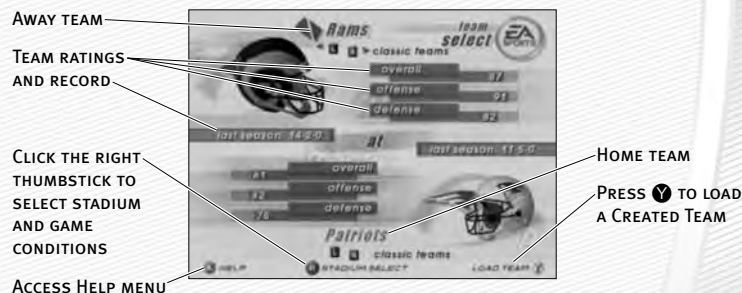 AWAY TEAM
TEAM RATINGS
AND RECORD
CLICK THE RIGHT
THUMBSTICK TO
SELECT STADIUM
AND GAME
CONDITIONS
ACCESS HELP MENU
Rams
team
select
EA
SPORTS
L R classic teams
overall
87
offense
91
defense
82
last season: 14-2-0
at
last season: 11-5-0
81
overall
82
offense
78
defense
Patriots
L R classic teams
HELP
R STADIUM SELECT
LOAD TEAM Y
HOME TEAM
PRESS Y TO LOAD
A CREATED TEAM